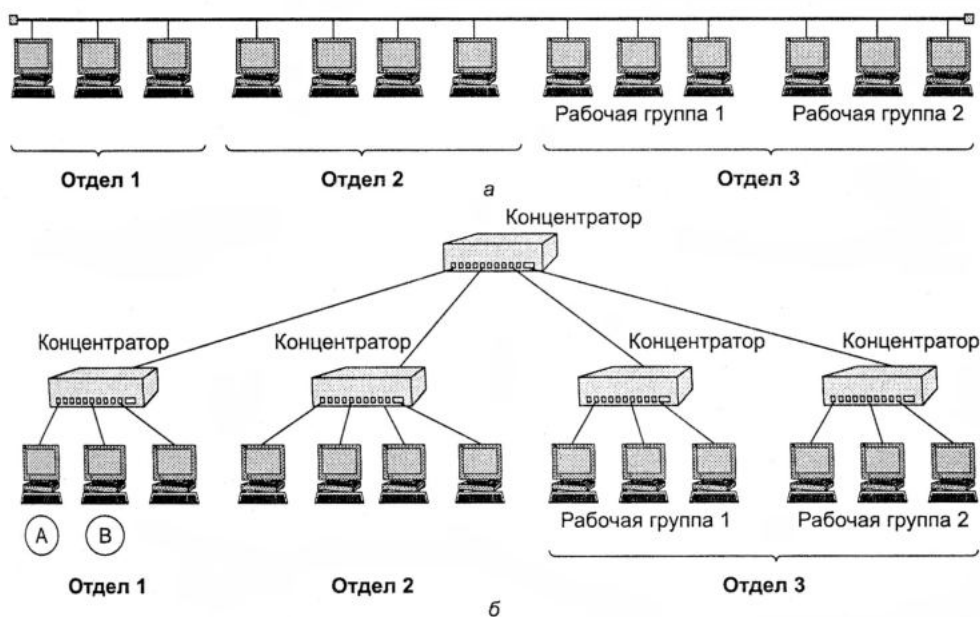 Рабочая группа 1 Рабочая группа 2
Отдел 1 Отдел 2 Отдел 3
а
Концентратор
Концентратор Концентратор Концентратор Концентратор
Рабочая группа 1 Рабочая группа 2
A B
Отдел 1 Отдел 2 Отдел 3
б